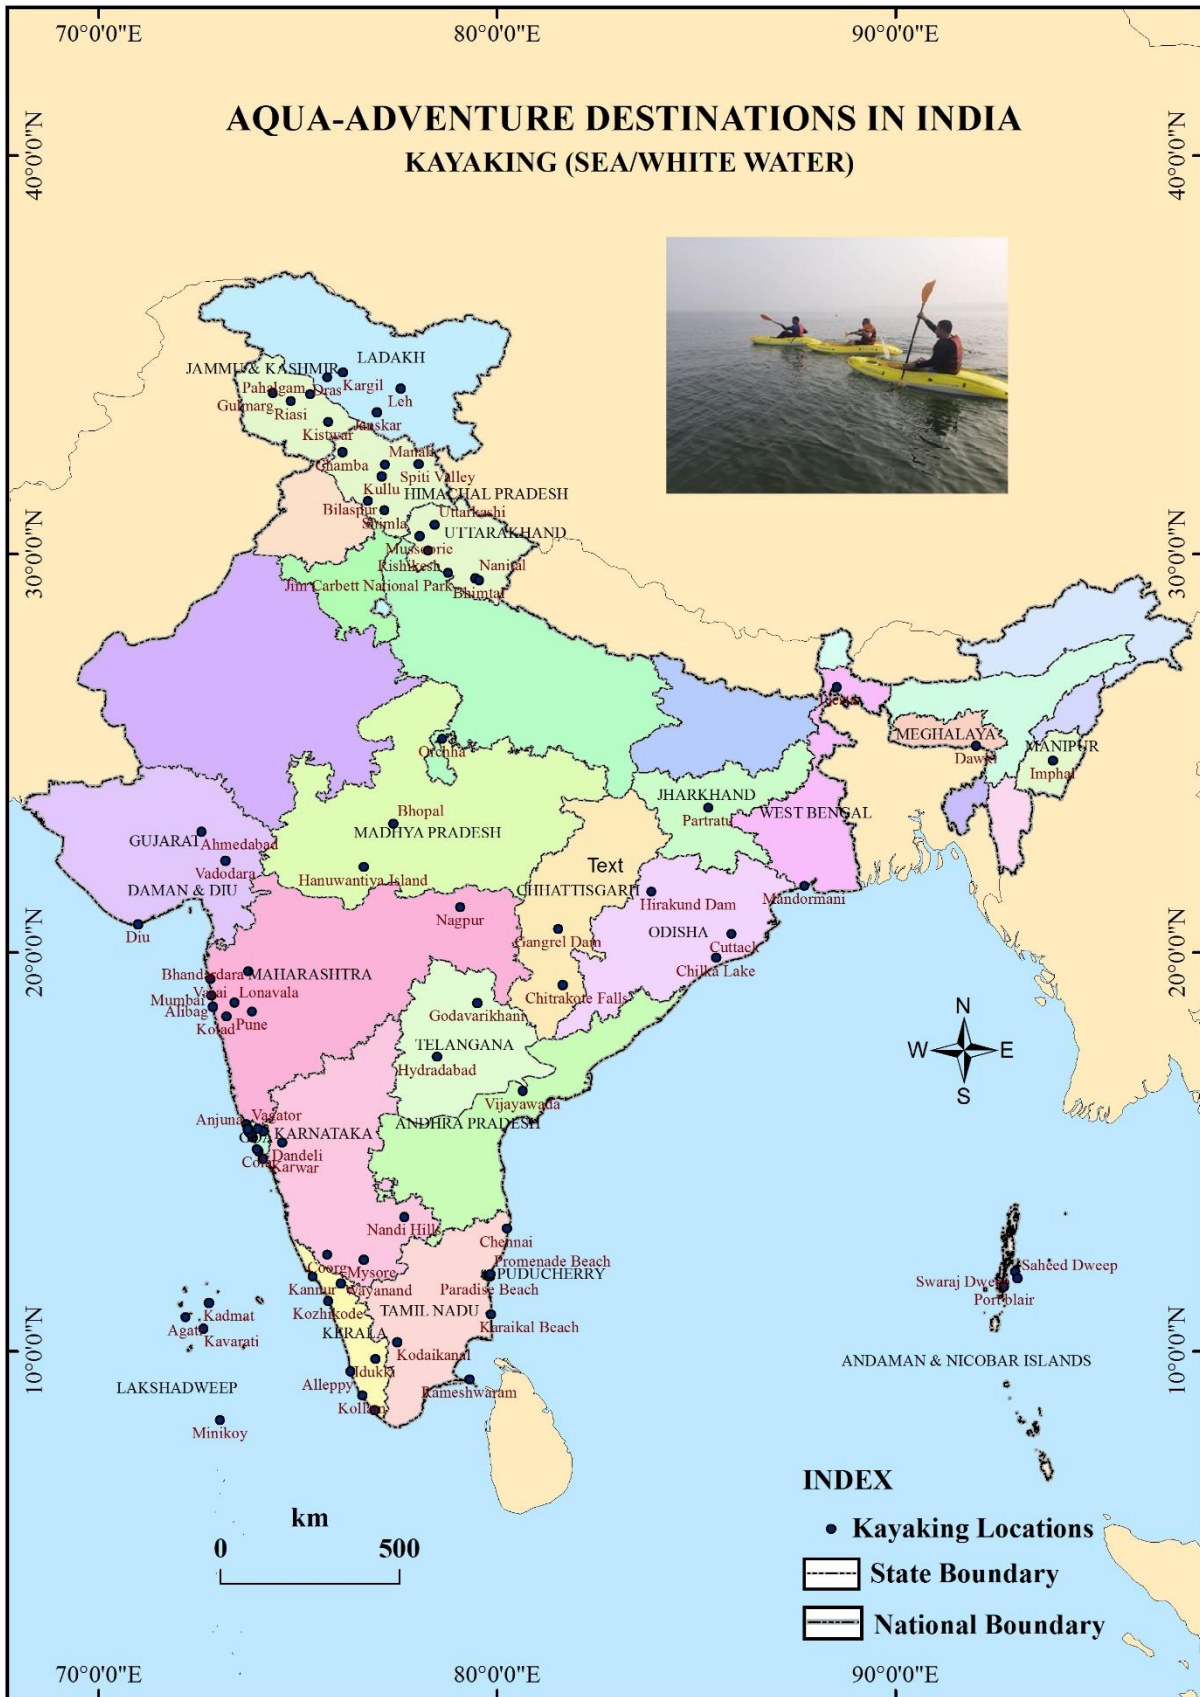 70°0'0"E
80°0'0"E
90°0'0"E
AQUA-ADVENTURE DESTINATIONS IN INDIA
KAYAKING (SEA/WHITE WATER)
40°0'0"N
40°0'0"N
LADAKH
JAMMU & KASHMIR
Pahalgam
Dras
Kargil
Leh
Gulmarg
Riasi
Janskar
Kistwar
Manali
Chamba
Spiti Valley
Kullu
HIMACHAL PRADESH
Bilaspur
Shimla
Uttarkashi
UTTARAKHAND
Mussoorie
Rishikesh
Nanital
Jim Carbett National Park
Bhimtal
30°0'0"N
30°0'0"N
MEGHALAYA
Dawki
MANIPUR
Imphal
Orchha
JHARKHAND
Partratu
WEST BENGAL
Bhopal
MADHYA PRADESH
GUJARAT
Ahmedabad
Vadodara
Text
Hanuwantiya Island
DAMAN & DIU
CHHATTISGARH
Hirakund Dam
Mandormani
Diu
Nagpur
Gangrel Dam
ODISHA
Cuttack
Chilka Lake
20°0'0"N
20°0'0"N
Bhandardara
MAHARASHTRA
Vasai
Mumbai
Lonavala
Alibag
Kolad
Pune
Chitrakote Falls
Godavarikhani
TELANGANA
Hydradabad
N
W
E
S
Vijayawada
ANDHRA PRADESH
Anjuna
Vagator
GOA
KARNATAKA
Dandeli
Cola
Karwar
Nandi Hills
Chennai
Promenade Beach
PUDUCHERRY
Paradise Beach
Coorg
Mysore
Kannur
Wayanand
Kozhikode
TAMIL NADU
Karaikal Beach
KERALA
Kodaikanal
Idukki
Alleppy
Rameshwaram
Kollam
Saheed Dweep
Swaraj Dweep
Port blair
Kadmat
Agati
Kavarati
10°0'0"N
10°0'0"N
ANDAMAN & NICOBAR ISLANDS
LAKSHADWEEP
Minikoy
INDEX
Kayaking Locations
State Boundary
National Boundary
km
0
500
70°0'0"E
80°0'0"E
90°0'0"E